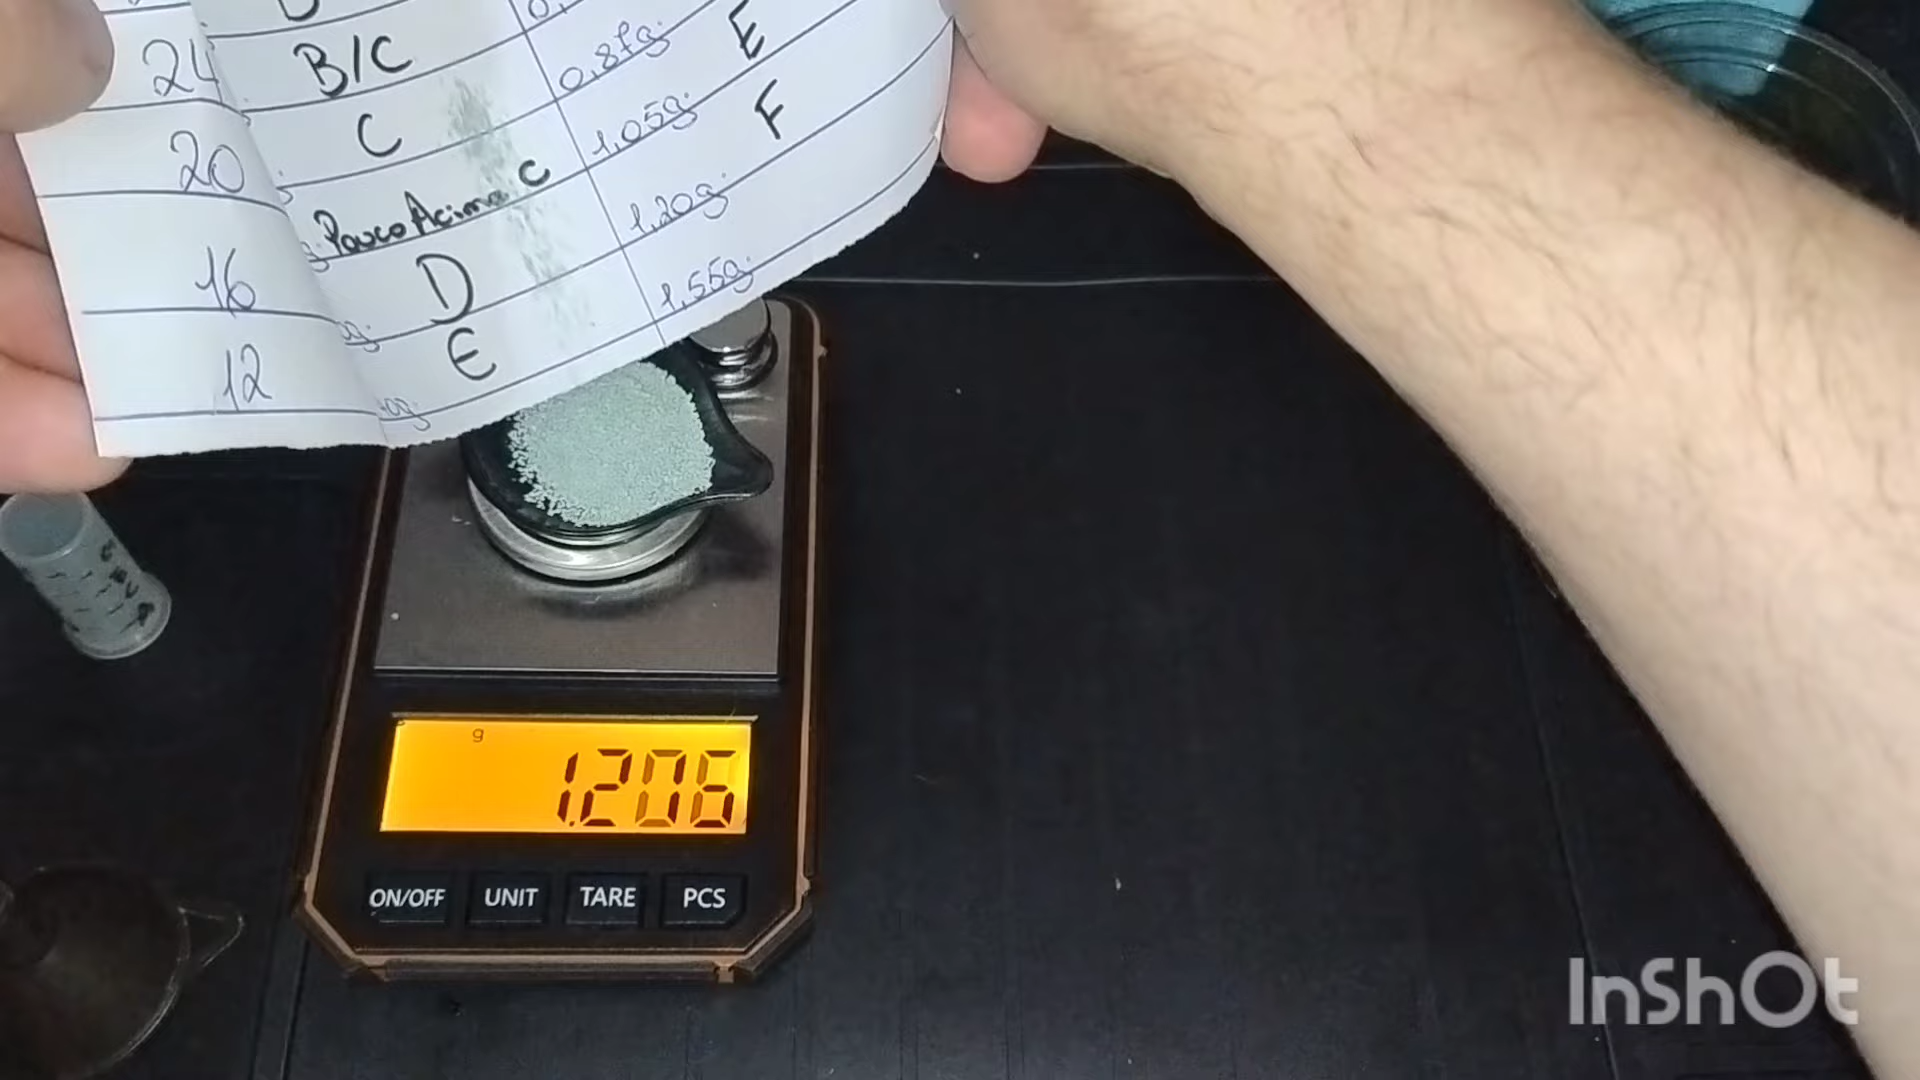 24 B/C 0,87g. E
20 C 1,05g. F
Pouco Acima C 1,20g.
16 D 1,55g.
12 E
g
1.206
ON/OFF UNIT TARE PCS
InShOt